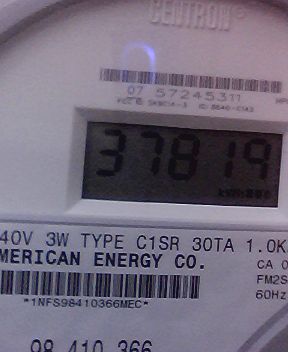 CENTRON®
07 57245311
37819
40V 3W TYPE C1SR 30TA 1.0K
MERICAN ENERGY CO.
CA 0
FM2S
60Hz
*1NFS98410366MEC*
98 410 366